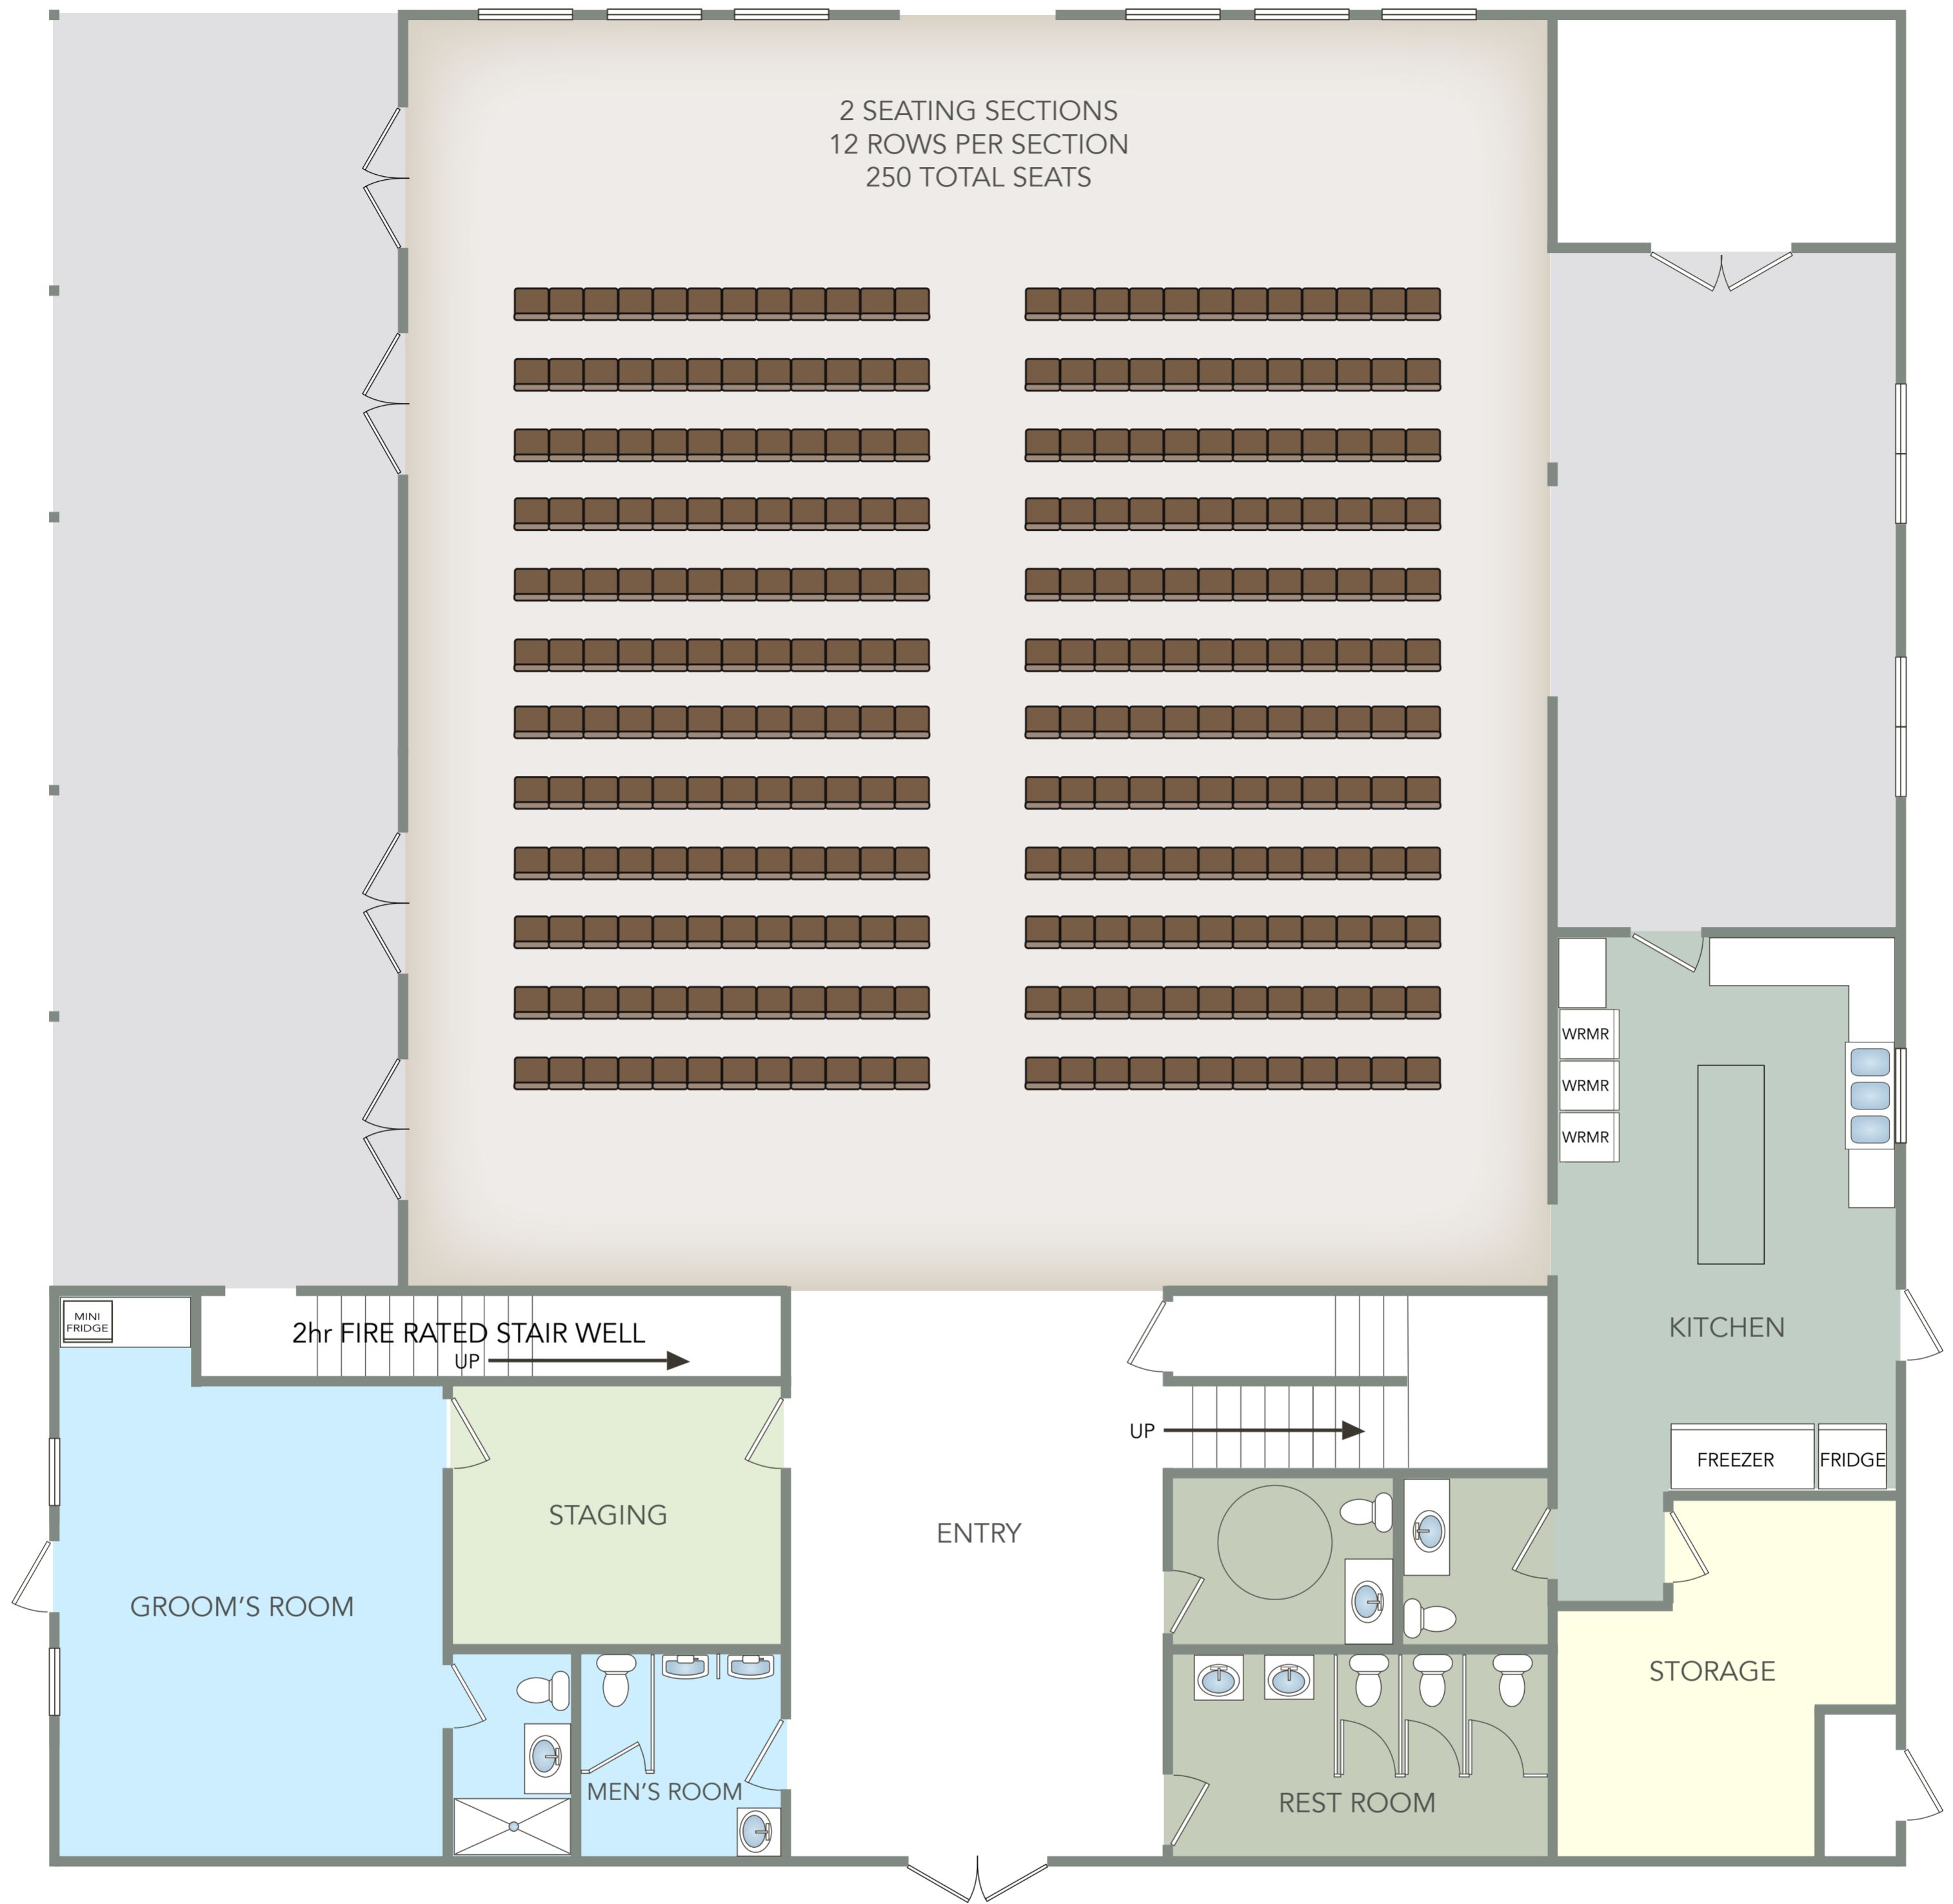 2 SEATING SECTIONS
12 ROWS PER SECTION
250 TOTAL SEATS
WRMR
WRMR
WRMR
MINI
FRIDGE
2hr FIRE RATED STAIR WELL
UP
KITCHEN
UP
FREEZER
FRIDGE
STAGING
ENTRY
GROOM'S ROOM
STORAGE
MEN'S ROOM
REST ROOM